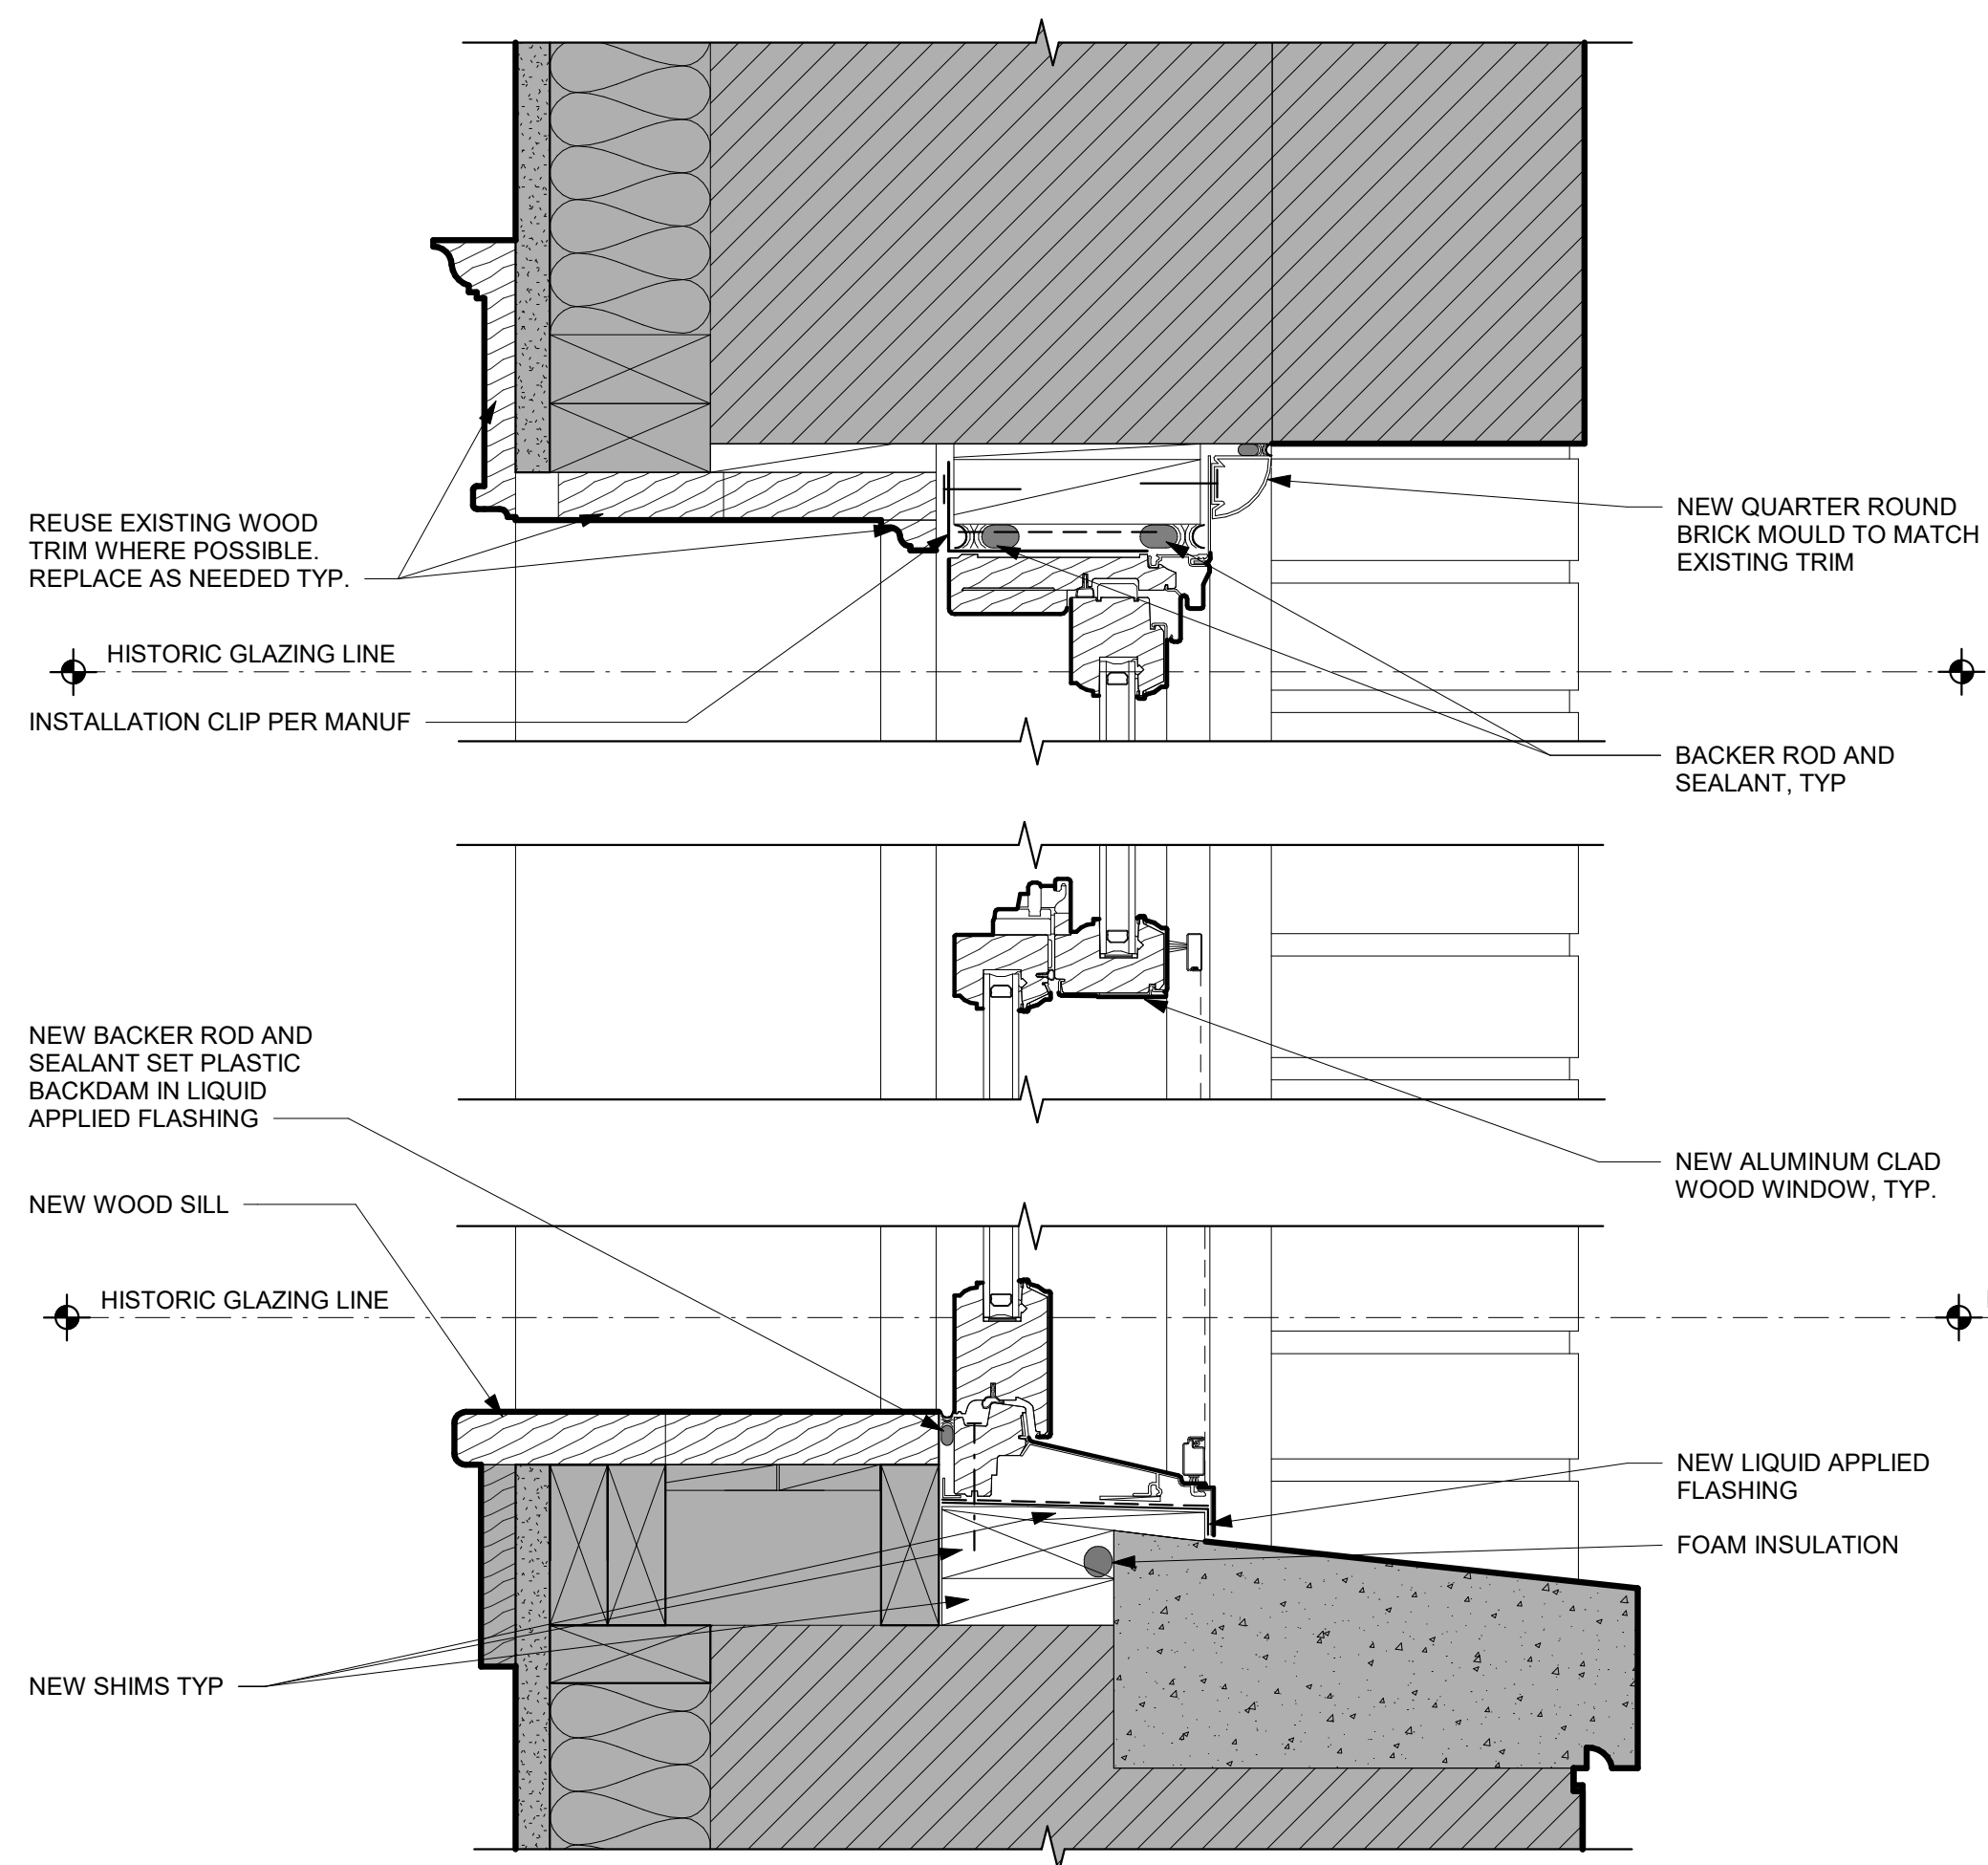 REUSE EXISTING WOOD
TRIM WHERE POSSIBLE.
REPLACE AS NEEDED TYP.
NEW QUARTER ROUND
BRICK MOULD TO MATCH
EXISTING TRIM
HISTORIC GLAZING LINE
INSTALLATION CLIP PER MANUF
BACKER ROD AND
SEALANT, TYP
NEW BACKER ROD AND
SEALANT SET PLASTIC
BACKDAM IN LIQUID
APPLIED FLASHING
NEW ALUMINUM CLAD
WOOD WINDOW, TYP.
NEW WOOD SILL
HISTORIC GLAZING LINE
NEW LIQUID APPLIED
FLASHING
FOAM INSULATION
NEW SHIMS TYP